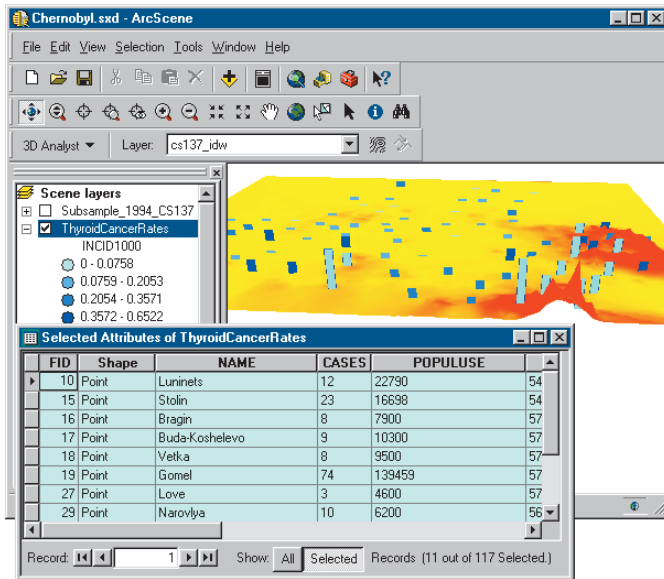 Chernobyl.sxd - ArcScene
File Edit View Selection Tools Window Help
3D Analyst Layer: cs137_idw
Scene layers
Subsample_1994_CS137
ThyroidCancerRates
INCID1000
0 - 0.0758
0.0759 - 0.2053
0.2054 - 0.3571
0.3572 - 0.6522
Selected Attributes of ThyroidCancerRates
FID Shape NAME CASES POPULUSE
10 Point Luninets 12 22790 54
15 Point Stolin 23 16698 54
16 Point Bragin 8 7900 57
17 Point Buda-Koshelevo 9 10300 57
18 Point Vetka 8 9500 57
19 Point Gomel 74 139459 57
27 Point Love 3 4600 57
29 Point Narovlya 10 6200 56
Record: 1 Show: All Selected Records (11 out of 117 Selected.)